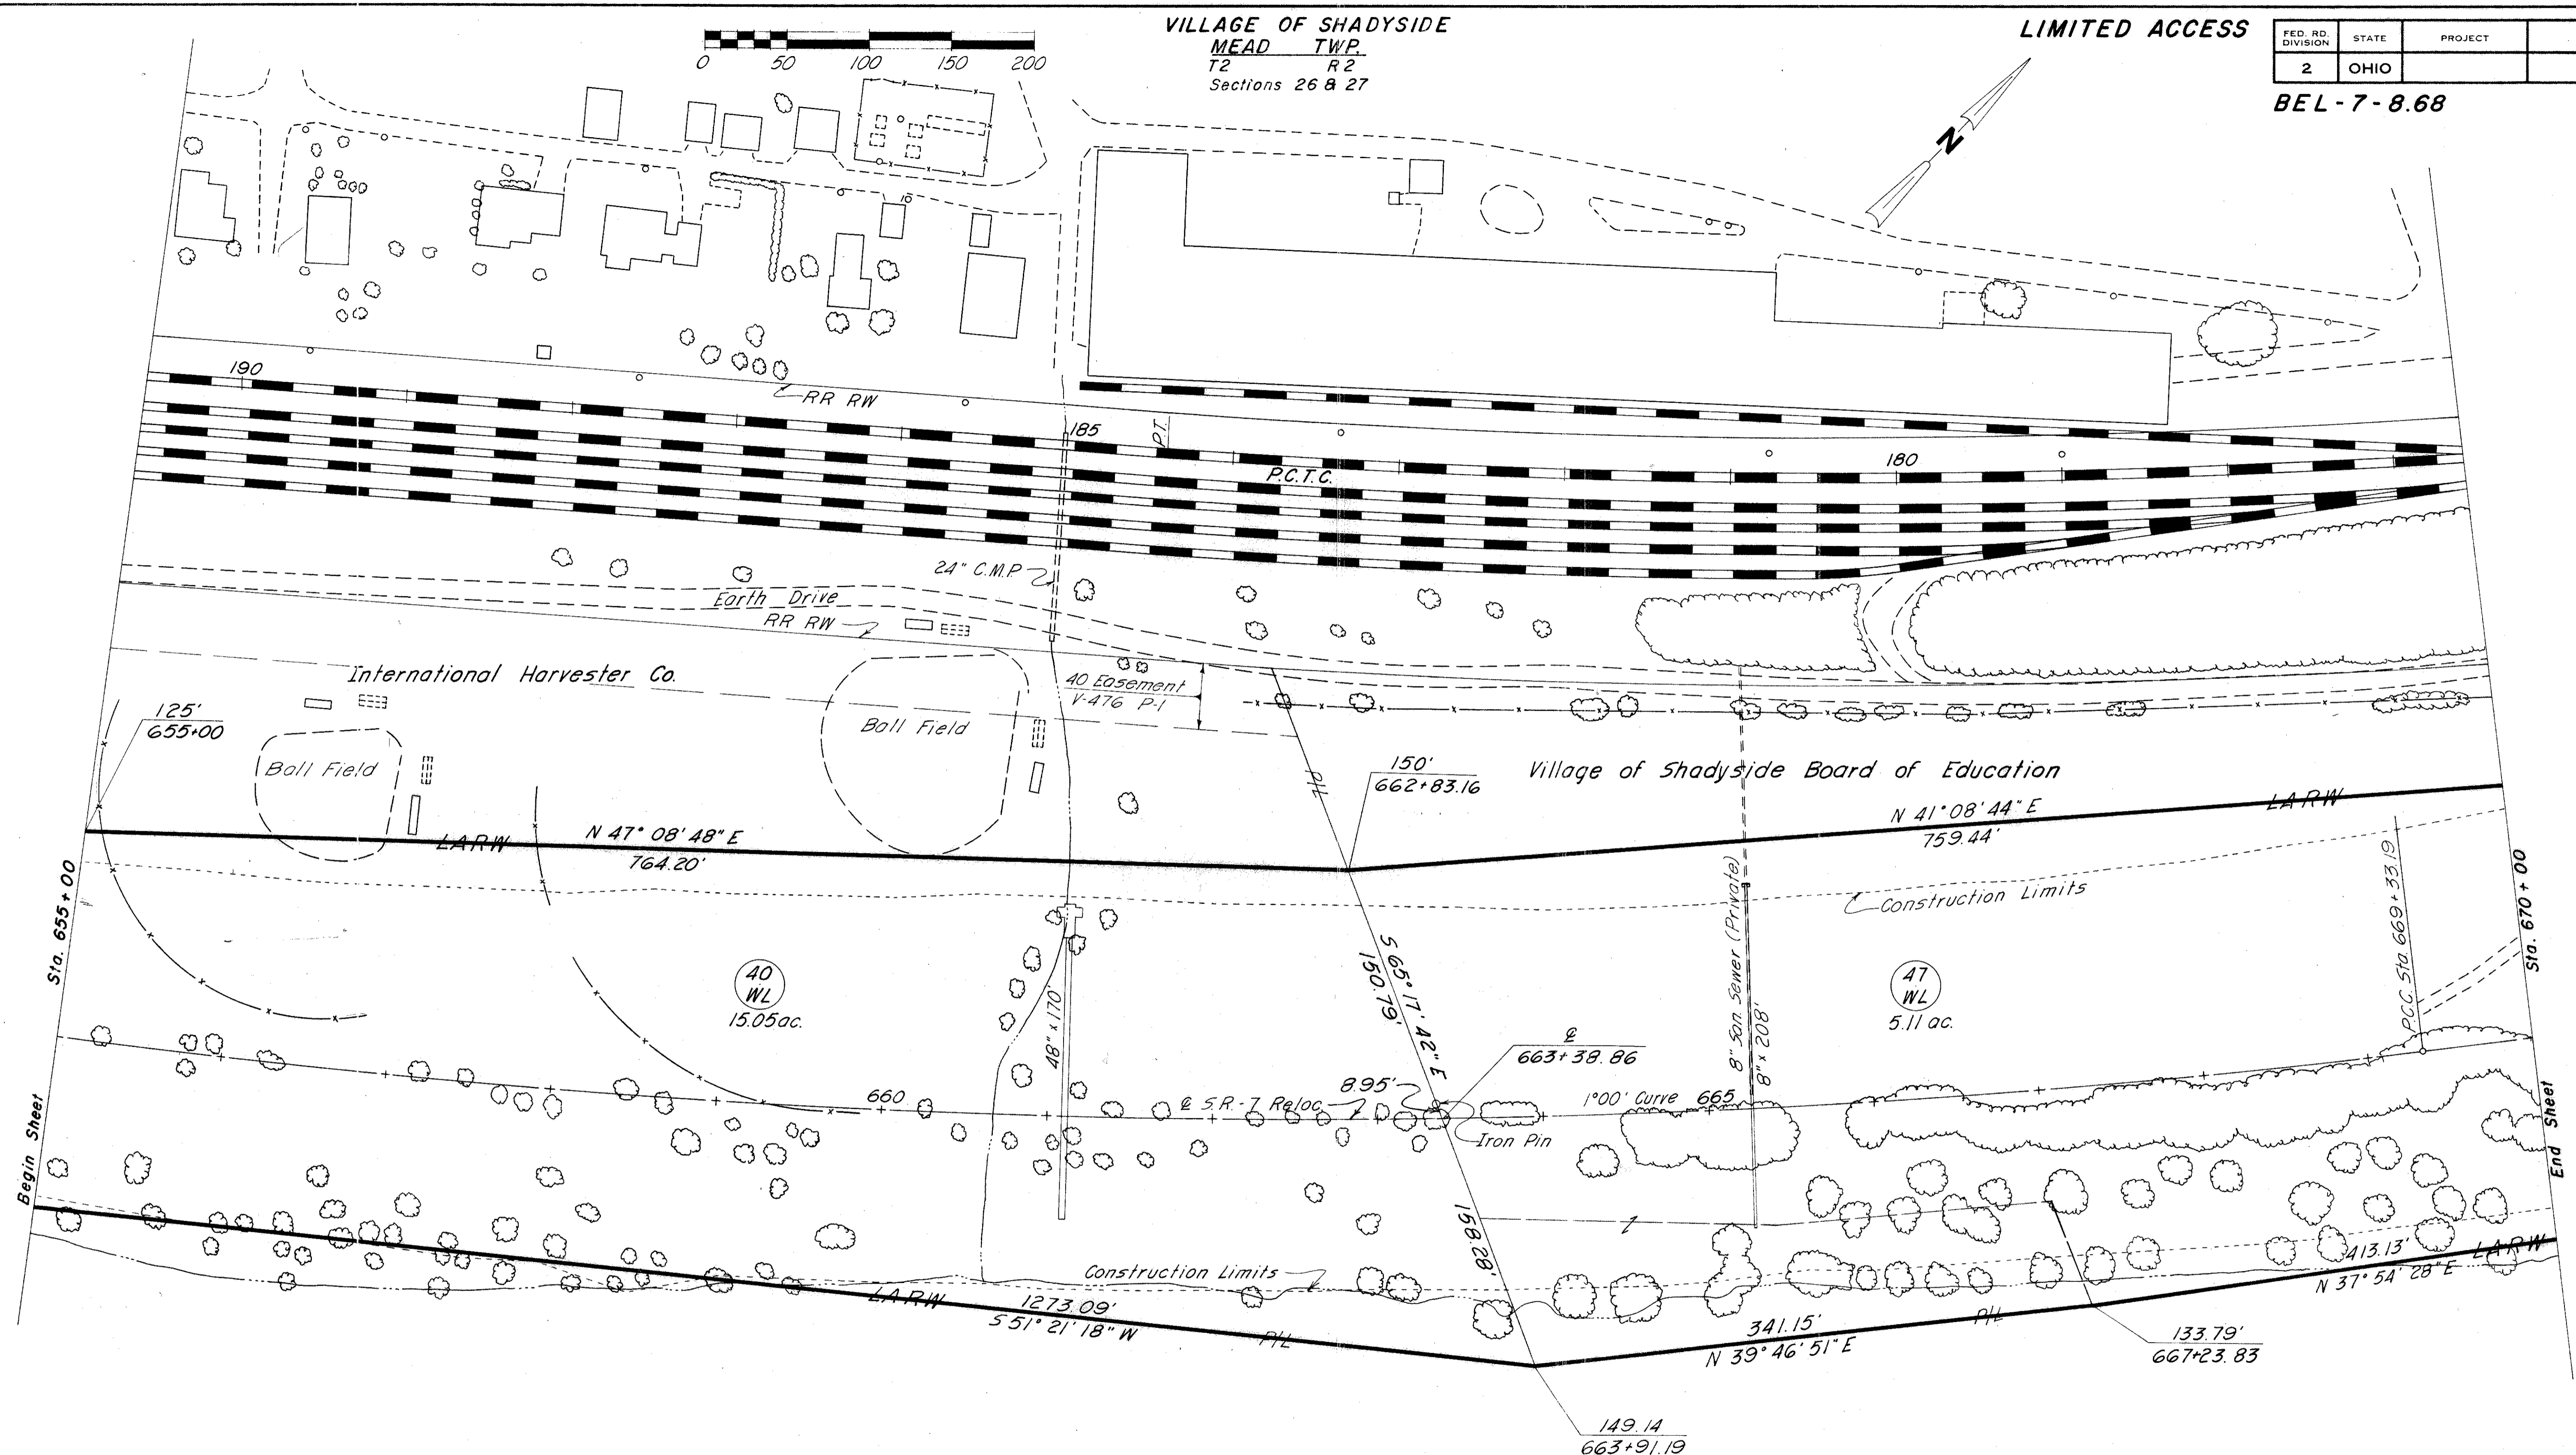 VILLAGE OF SHADYSIDE
MEAD TWP.
T2 R2
Sections 26 & 27
LIMITED ACCESS
FED. RD. DIVISION
STATE
PROJECT
2
OHIO
BEL-7-8.68
0 50 100 150 200
N
190
RR RW
185
P.T.
P.C.T.C.
180
24" C.M.P.
Earth Drive
RR RW
International Harvester Co.
40 Easement
V-476 P-1
125'
655+00
Ball Field
Ball Field
P/L
150'
662+83.16
Village of Shadyside Board of Education
LARW
N 47° 08' 48" E
764.20'
N 41° 08' 44" E
759.44'
LARW
Construction Limits
Sta. 655+00
Sta. 670+00
P.C.C. Sta. 669+33.19
8" San. Sewer (Private)
8" x 208'
40
WL
15.05 ac.
48" x 170'
S 65° 17' 42" E
150.79'
47
WL
5.11 ac.
℄
663+38.86
8.95'
660
℄ S.R.-7 Reloc.
1°00' Curve
665
Iron Pin
Begin Sheet
End Sheet
158.28'
Construction Limits
LARW
1273.09'
S 51° 21' 18" W
P/L
341.15'
N 39° 46' 51" E
P/L
413.13'
N 37° 54' 28" E
LARW
133.79'
667+23.83
149.14
663+91.19